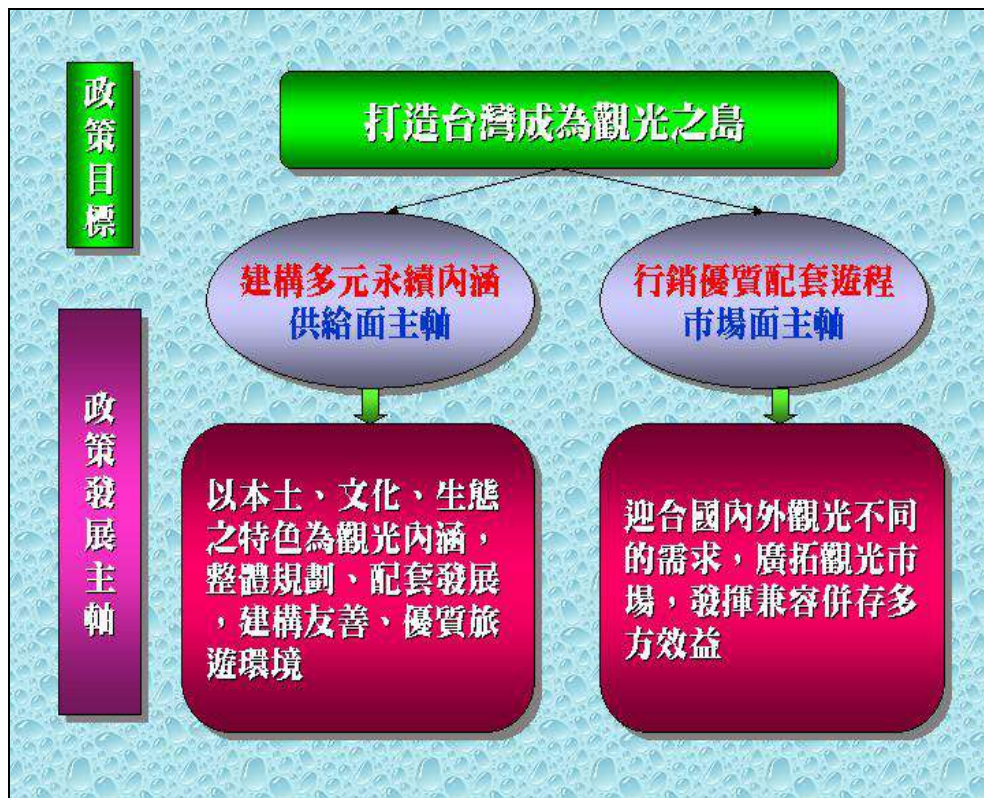 政策目標
打造台灣成為觀光之島
建構多元永續內涵
供給面主軸
行銷優質配套遊程
市場面主軸
政策發展主軸
以本土、文化、生態
之特色為觀光內涵，
整體規劃、配套發展
，建構友善、優質旅
遊環境
迎合國內外觀光不同
的需求，廣拓觀光市
場，發揮兼容併存多
方效益